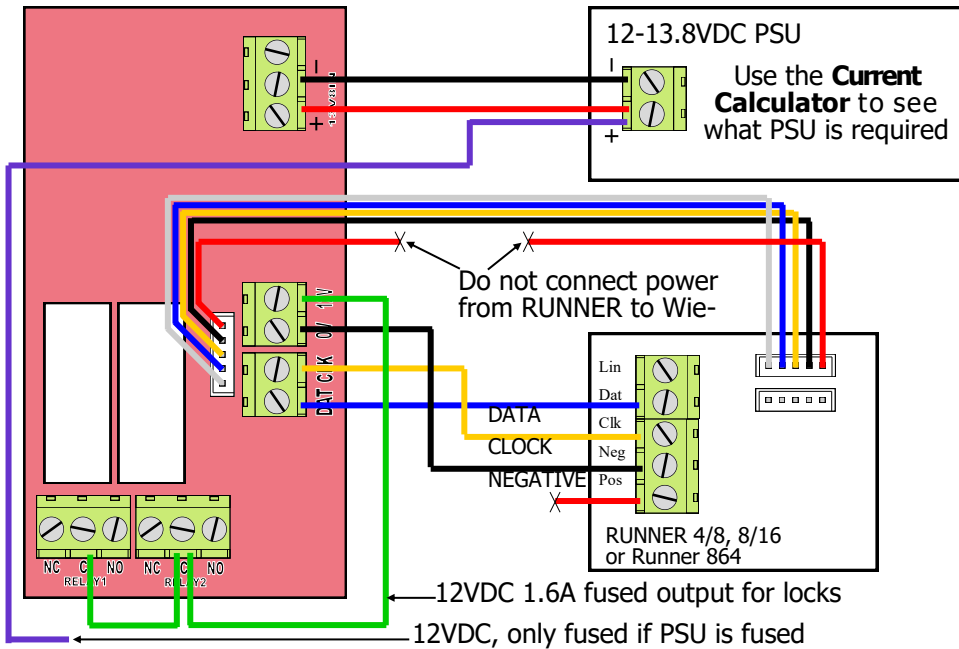 12-13.8VDC PSU
Use the Current
Calculator to see
what PSU is required
−
+
−
+
Do not connect power
from RUNNER to Wie-
0V
DAT CLK
Lin
Dat
Clk
Neg
Pos
DATA
CLOCK
NEGATIVE
RUNNER 4/8, 8/16
or Runner 864
NC C NO
RELAY1
NC C NO
RELAY2
12VDC 1.6A fused output for locks
12VDC, only fused if PSU is fused